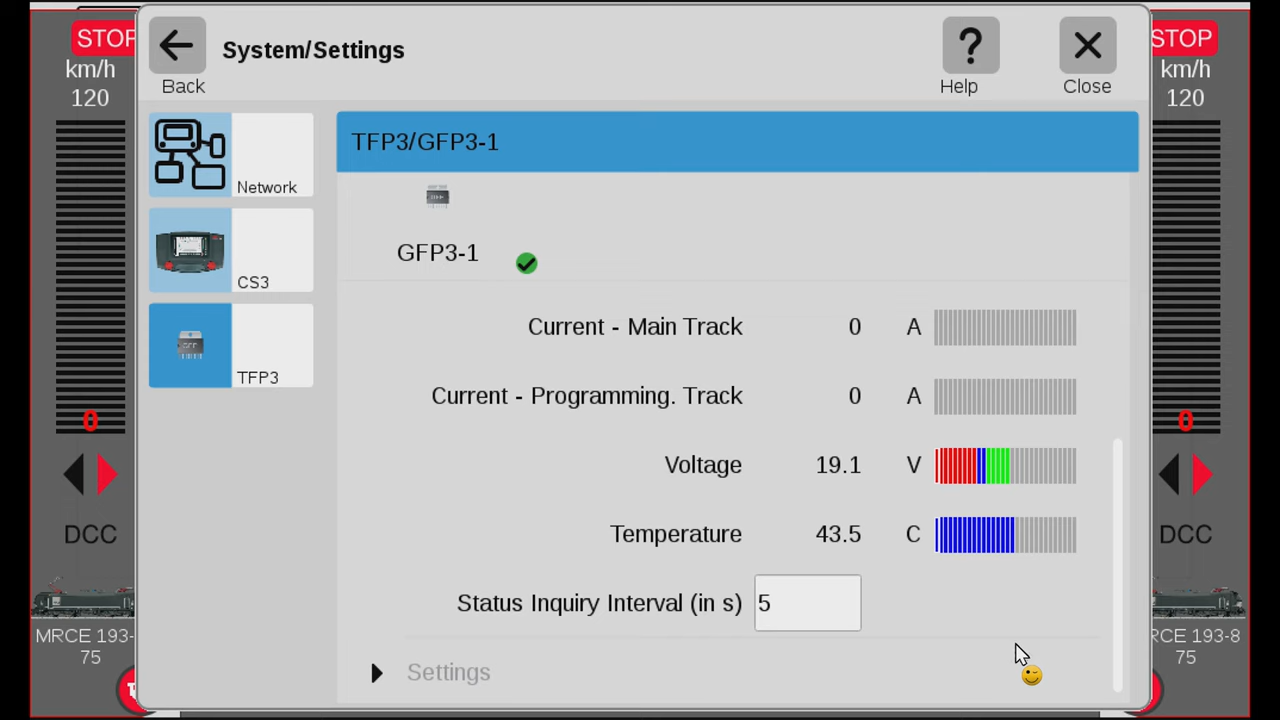 STOP
km/h
120
0
DCC
MRCE 193-
75
Back
System/Settings
Help
Close
Network
CS3
TFP3
TFP3/GFP3-1
GFP3-1
Current - Main Track 0 A
Current - Programming. Track 0 A
Voltage 19.1 V
Temperature 43.5 C
Status Inquiry Interval (in s) 5
Settings
STOP
km/h
120
0
DCC
RCE 193-8
75